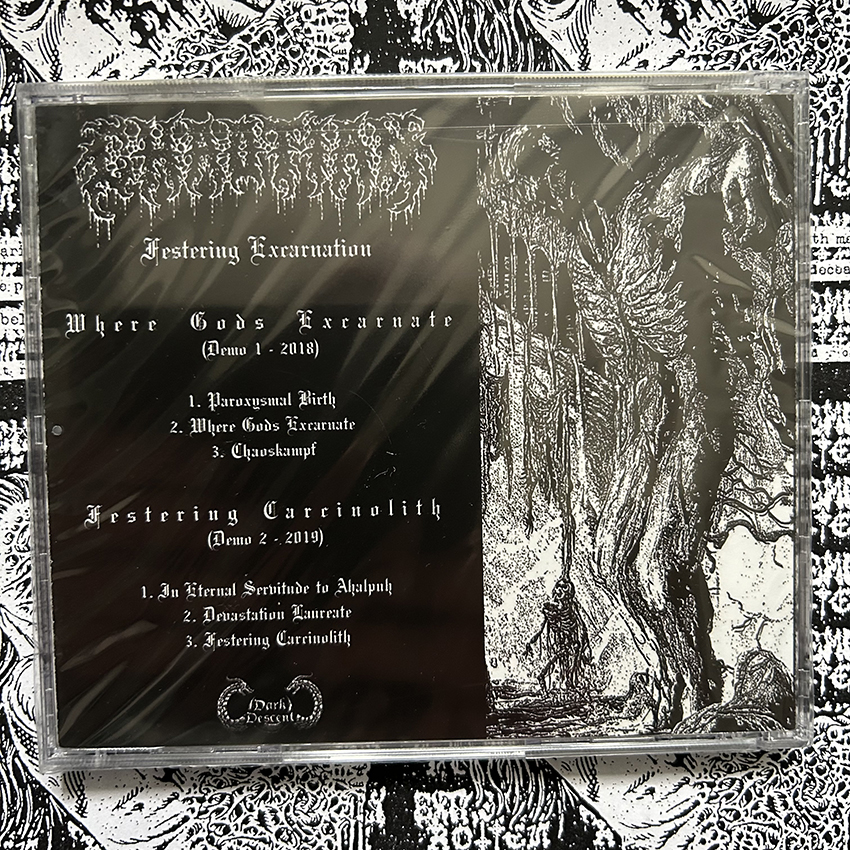 CHAOTIAN
Festering Excarnation
Where Gods Excarnate
(Demo 1 - 2018)
1. Paroxysmal Birth
2. Where Gods Excarnate
3. Chaoskampf
Festering Carcinolith
(Demo 2 - 2019)
1. In Eternal Servitude to Ahalpuh
2. Devastation Laureate
3. Festering Carcinolith
Dark
Descent